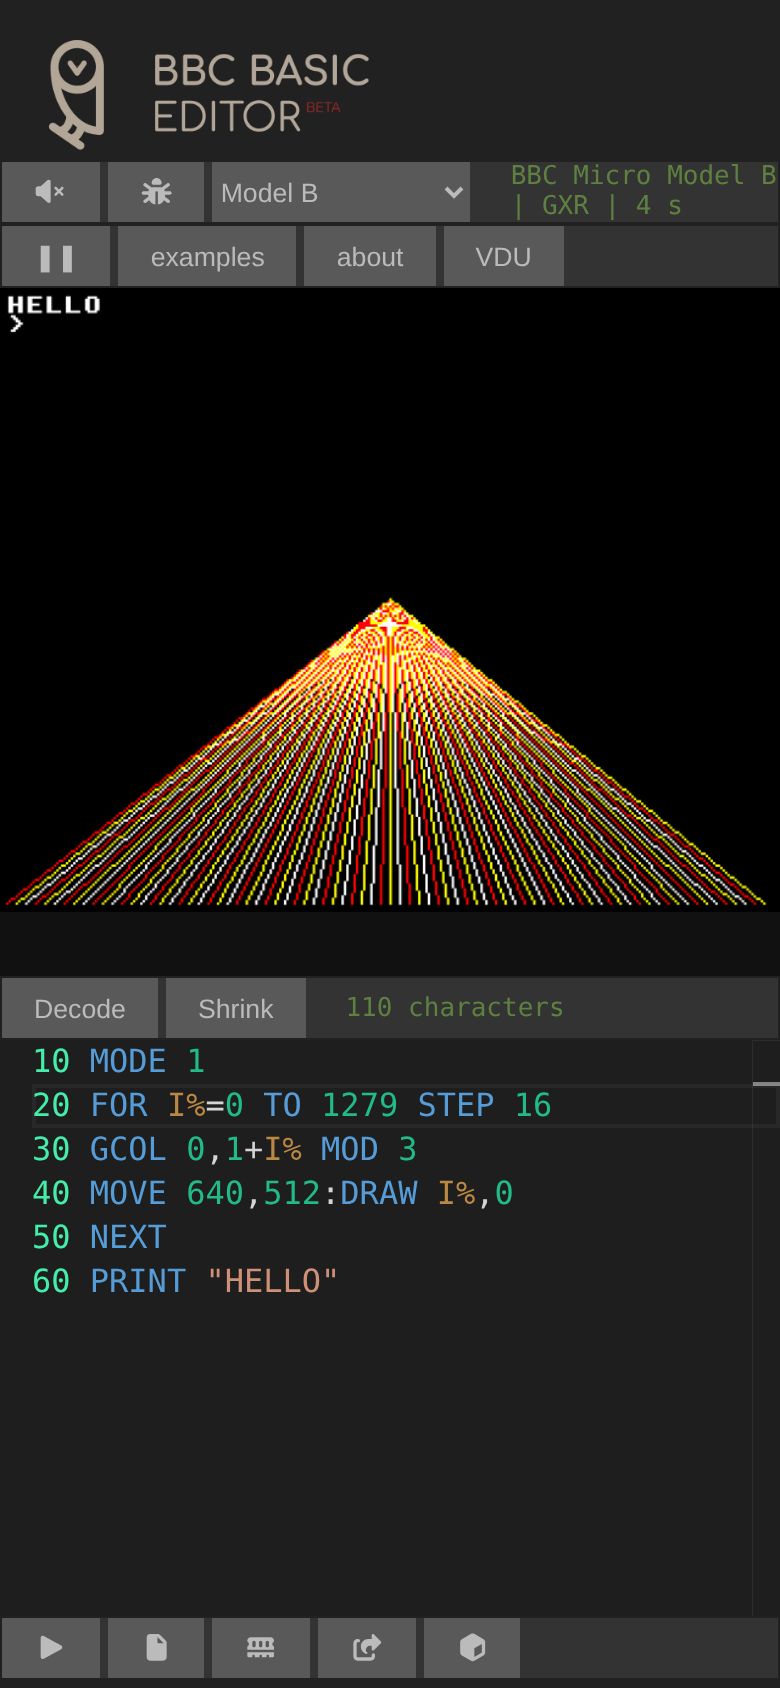 BBC BASIC
EDITOR BETA
Model B
BBC Micro Model B
| GXR | 4 s
examples about VDU
HELLO
>
Decode Shrink 110 characters
10 MODE 1
20 FOR I%=0 TO 1279 STEP 16
30 GCOL 0,1+I% MOD 3
40 MOVE 640,512:DRAW I%,0
50 NEXT
60 PRINT "HELLO"